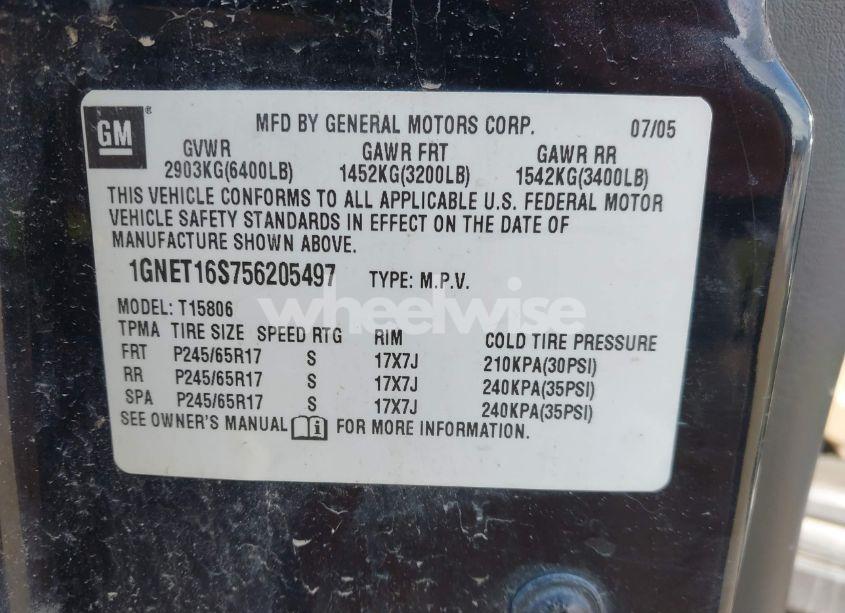 GM ® MFD BY GENERAL MOTORS CORP. 07/05
GVWR GAWR FRT GAWR RR
2903KG(6400LB) 1452KG(3200LB) 1542KG(3400LB)
THIS VEHICLE CONFORMS TO ALL APPLICABLE U.S. FEDERAL MOTOR
VEHICLE SAFETY STANDARDS IN EFFECT ON THE DATE OF
MANUFACTURE SHOWN ABOVE.
1GNET16S756205497 TYPE: M.P.V.
MODEL: T15806
wheelwise
TPMA TIRE SIZE SPEED RTG RIM COLD TIRE PRESSURE
FRT P245/65R17 S 17X7J 210KPA(30PSI)
RR P245/65R17 S 17X7J 240KPA(35PSI)
SPA P245/65R17 S 17X7J 240KPA(35PSI)
SEE OWNER'S MANUAL i FOR MORE INFORMATION.